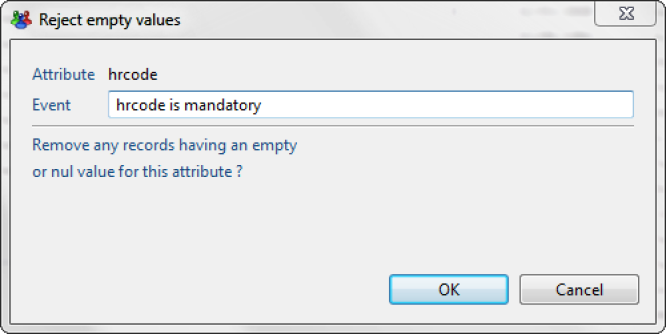 Reject empty values
Attribute hrcode
Event hrcode is mandatory
Remove any records having an empty
or nul value for this attribute ?
OK Cancel